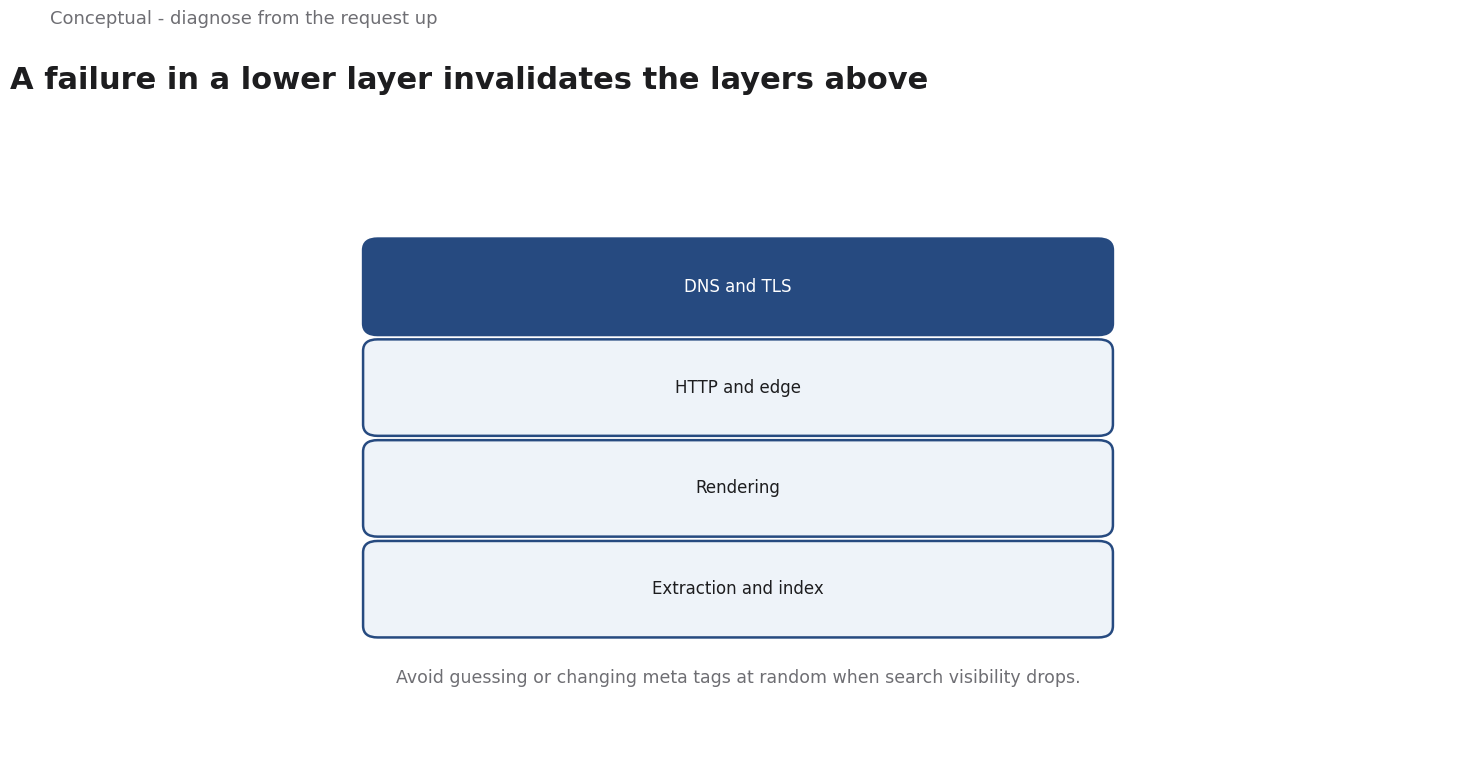 Conceptual - diagnose from the request up
A failure in a lower layer invalidates the layers above
DNS and TLS
HTTP and edge
Rendering
Extraction and index
Avoid guessing or changing meta tags at random when search visibility drops.